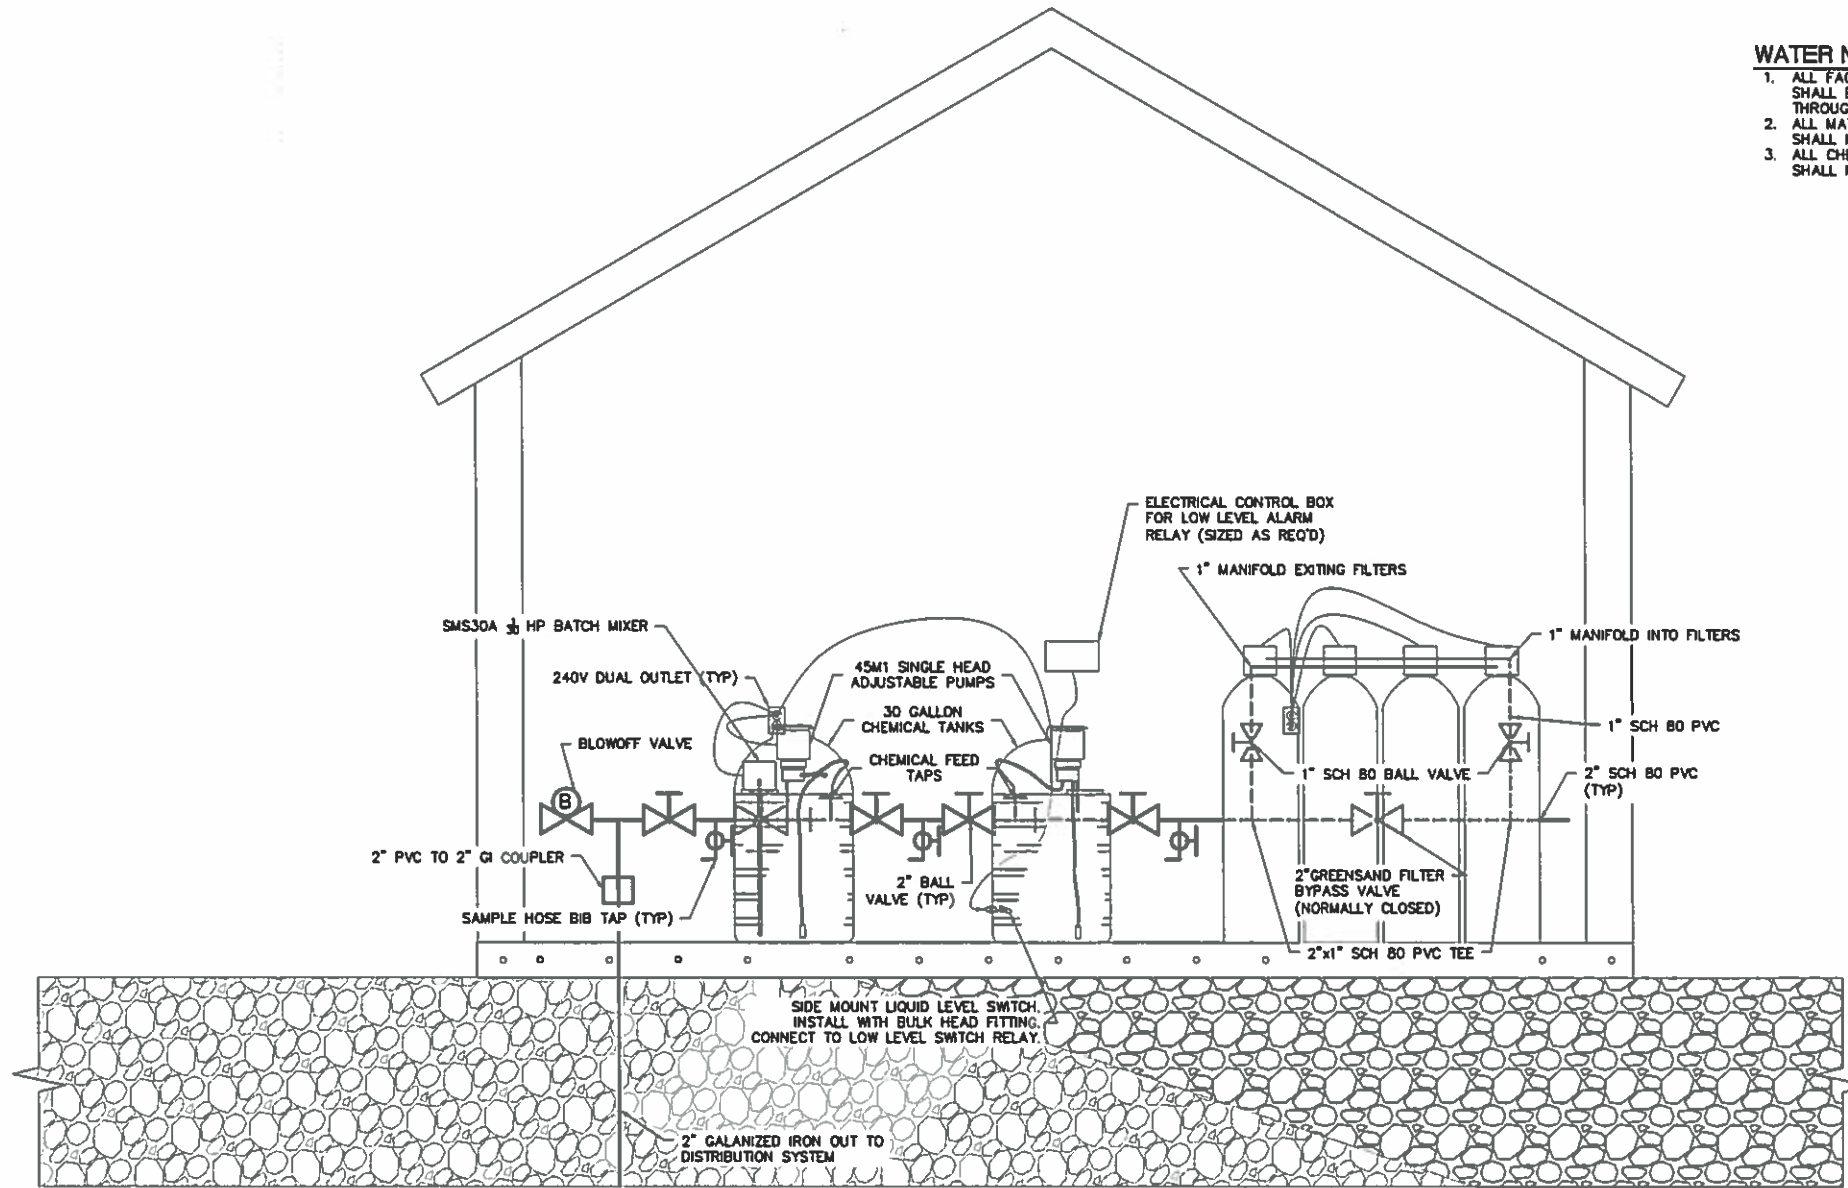 WATER
1. ALL
SHALL
2. ALL
SHALL
3. ALL
SHALL
ELECTRICAL CONTROL BOX
FOR LOW LEVEL ALARM
RELAY (SIZED AS REQ'D)
1" MANIFOLD EXITING FILTERS
SMS30A 1/30 HP BATCH MIXER
1" MANIFOLD INTO FILTERS
240V DUAL OUTLET (TYP)
45M1 SINGLE HEAD
ADJUSTABLE PUMPS
30 GALLON
CHEMICAL TANKS
1" SCH 80 PVC
BLOWOFF VALVE
CHEMICAL FEED
TAPS
1" SCH 80 BALL VALVE
2" SCH 80 PVC
(TYP)
B
2" PVC TO 2" GI COUPLER
2" BALL
VALVE (TYP)
2"GREENSAND FILTER
BYPASS VALVE
(NORMALLY CLOSED)
SAMPLE HOSE BIB TAP (TYP)
2"x1" SCH 80 PVC TEE
SIDE MOUNT LIQUID LEVEL SWITCH.
INSTALL WITH BULK HEAD FITTING.
CONNECT TO LOW LEVEL SWITCH RELAY.
2" GALANIZED IRON OUT TO
DISTRIBUTION SYSTEM